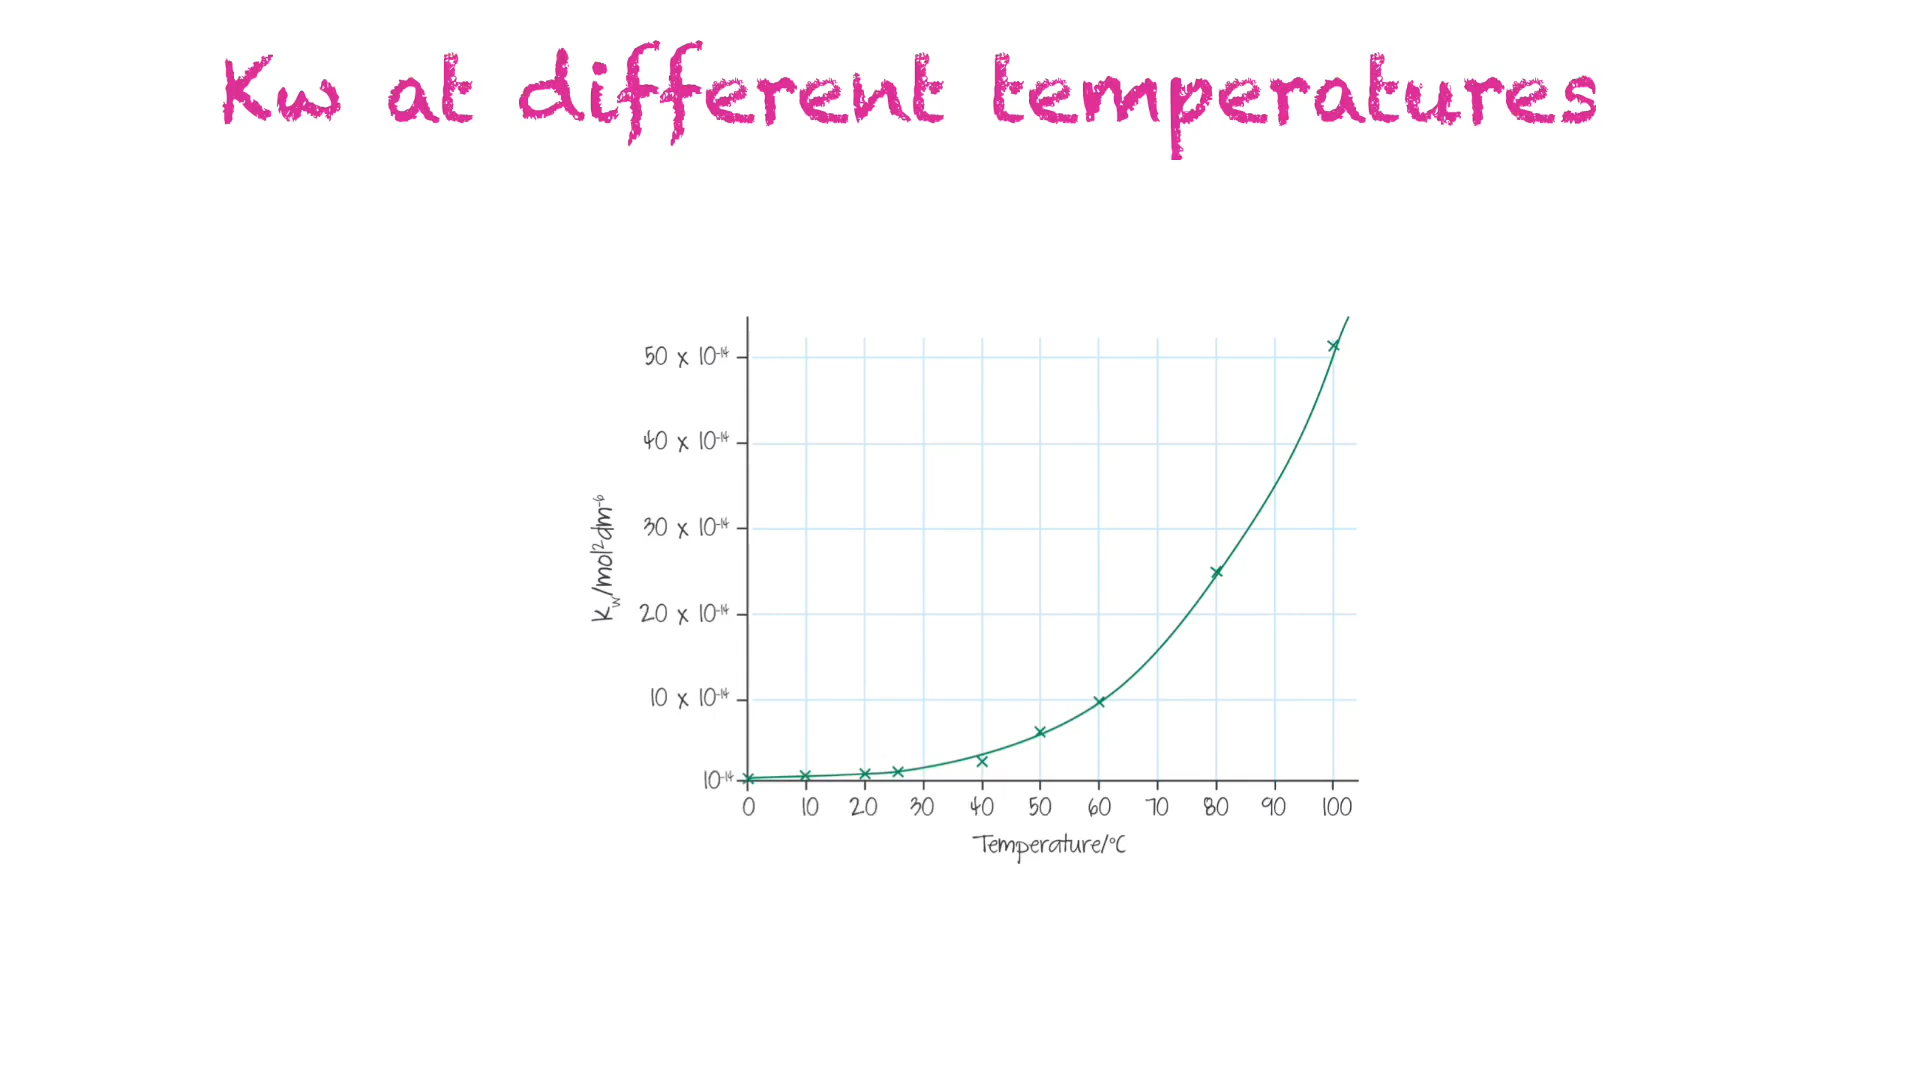 Kw at different temperatures
50 x 10⁻¹⁴
40 x 10⁻¹⁴
30 x 10⁻¹⁴
20 x 10⁻¹⁴
10 x 10⁻¹⁴
10⁻¹⁴
Kw/mol²dm⁻⁶
0 10 20 30 40 50 60 70 80 90 100
Temperature/°C